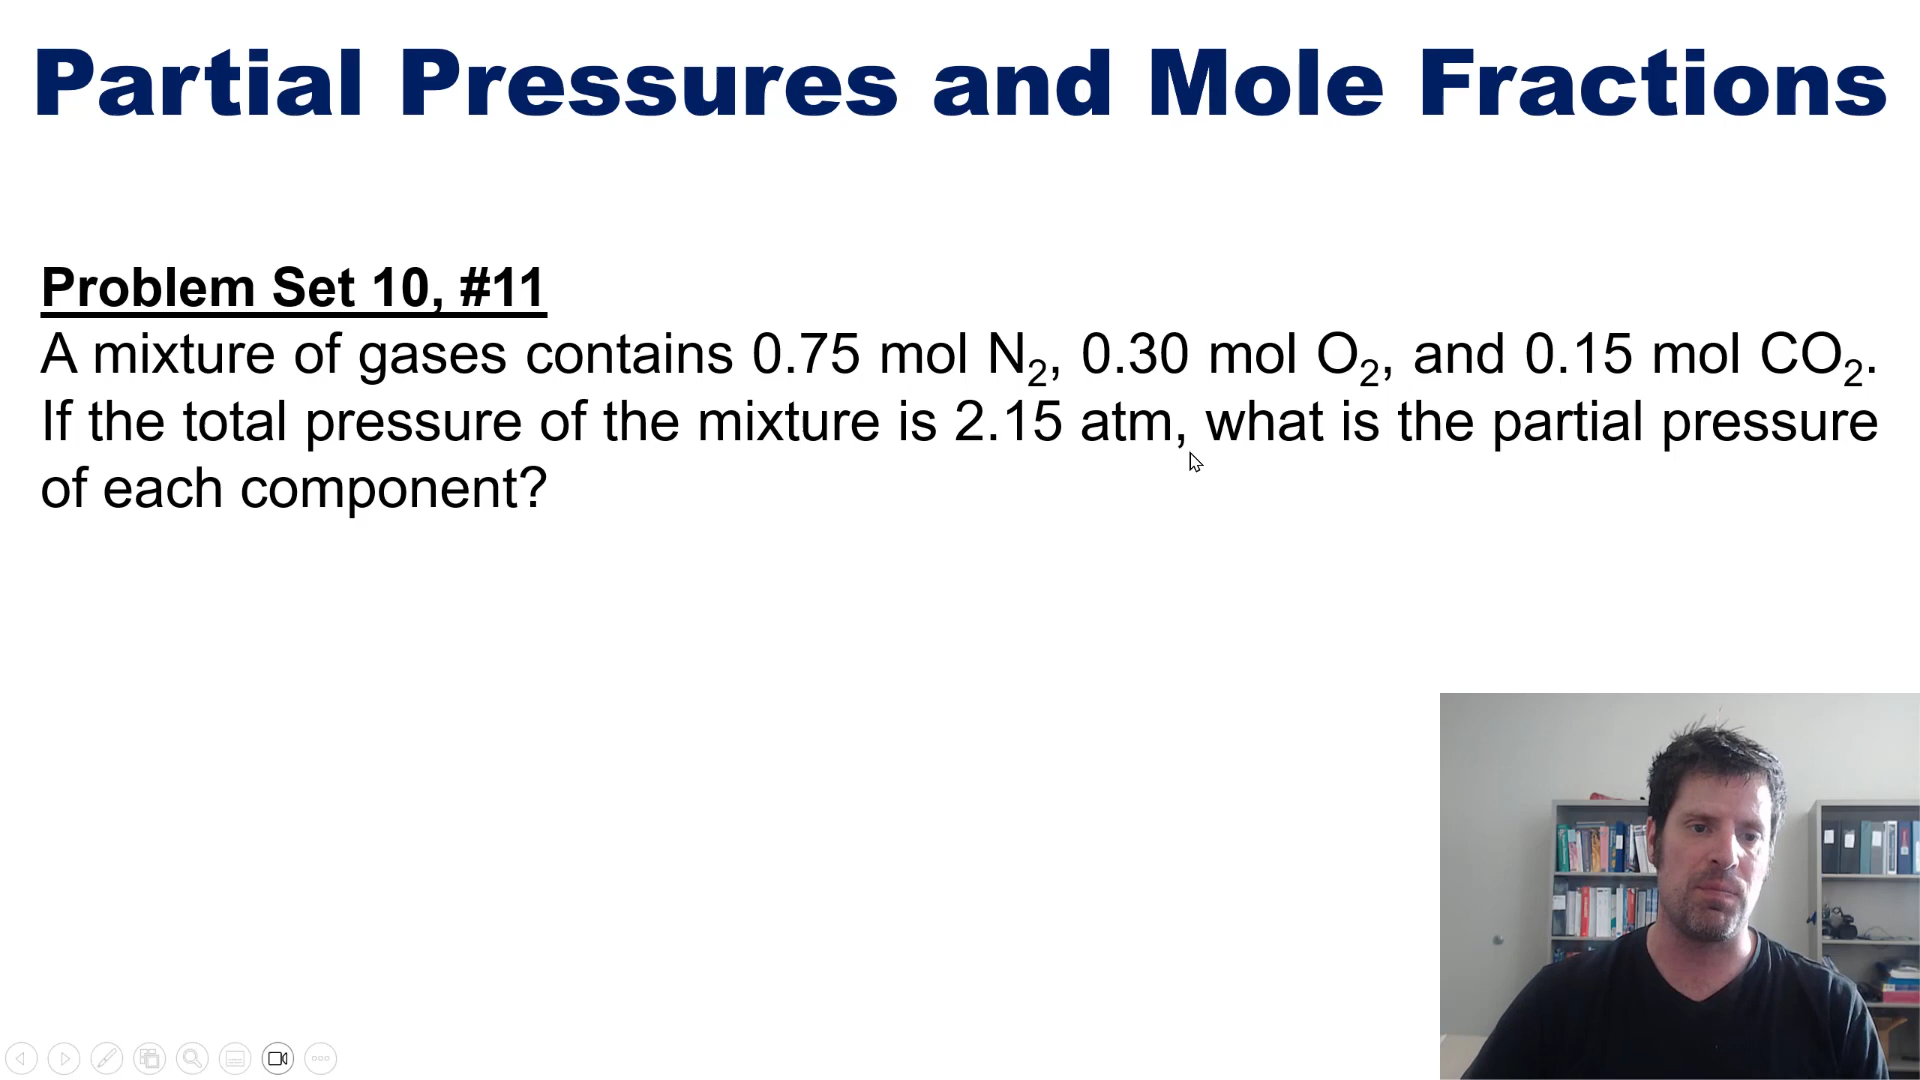 Partial Pressures and Mole Fractions
Problem Set 10, #11
A mixture of gases contains 0.75 mol N₂, 0.30 mol O₂, and 0.15 mol CO₂.
If the total pressure of the mixture is 2.15 atm, what is the partial pressure
of each component?